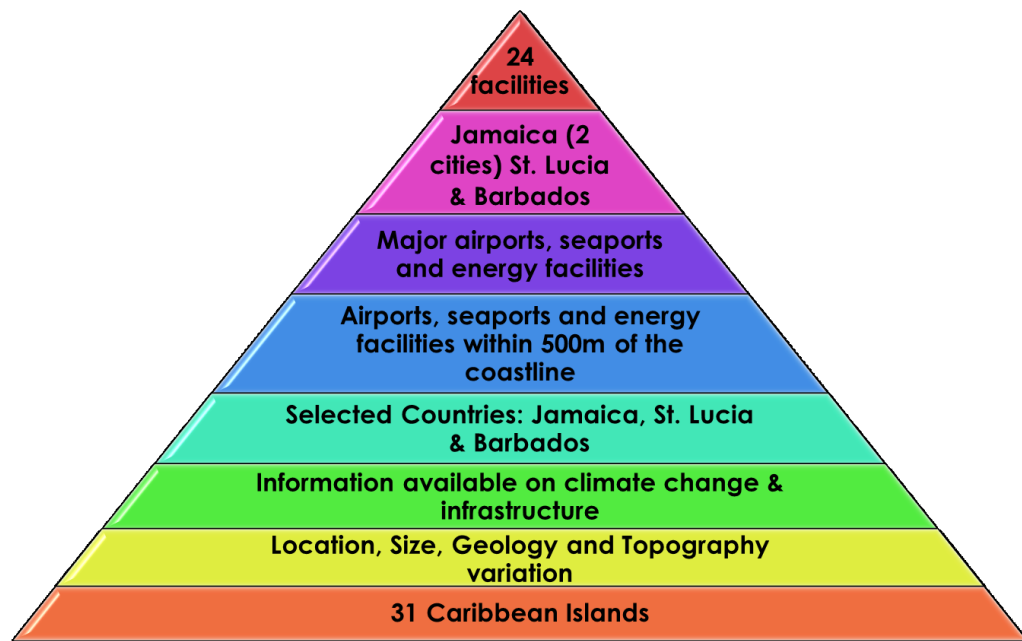 24
facilities
Jamaica (2
cities) St. Lucia
& Barbados
Major airports, seaports
and energy facilities
Airports, seaports and energy
facilities within 500m of the
coastline
Selected Countries: Jamaica, St. Lucia
& Barbados
Information available on climate change &
infrastructure
Location, Size, Geology and Topography
variation
31 Caribbean Islands